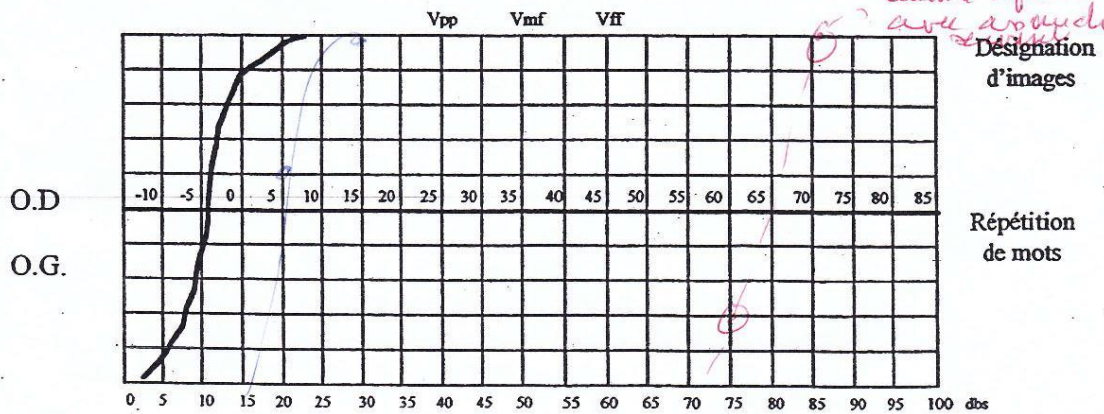 avec
Vpp Vmf Vff
Désignation
d'images
-10 -5 0 5 10 15 20 25 30 35 40 45 50 55 60 65 70 75 80 85
O.D
Répétition
de mots
O.G.
0 5 10 15 20 25 30 35 40 45 50 55 60 65 70 75 80 85 90 95 100 dbs